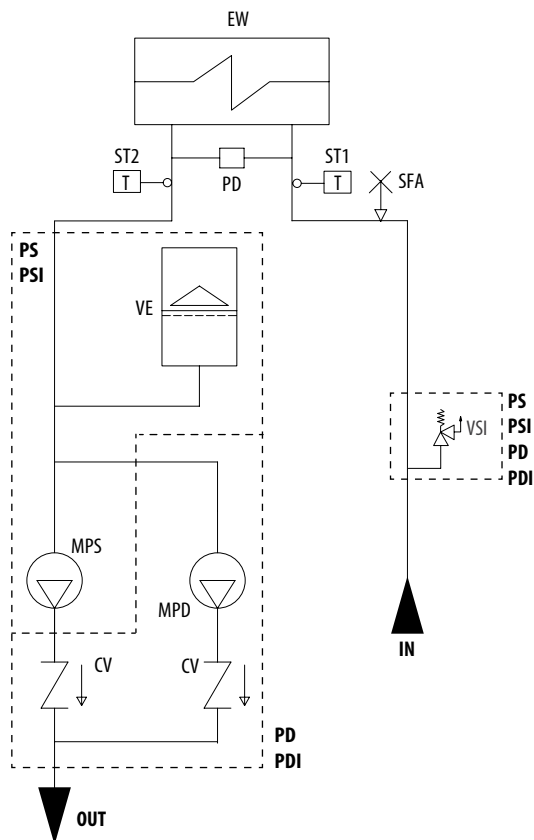 EW
ST2
T
PD
ST1
T
SFA
PS
PSI
VE
PS
PSI
PD
PDI
VSI
MPS
MPD
IN
CV
CV
PD
PDI
OUT